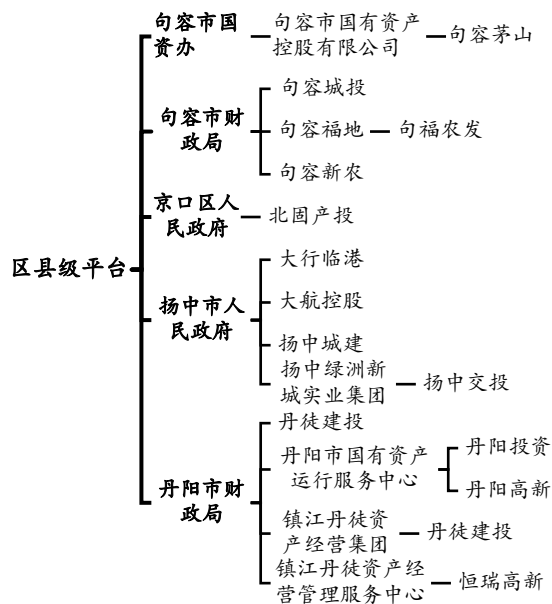 区县级平台
句容市国
资办
句容市国有资产
控股有限公司
句容茅山
句容市财
政局
句容城投
句容福地
句福农发
句容新农
京口区人
民政府
北固产投
扬中市人
民政府
大行临港
大航控股
扬中城建
扬中绿洲新
城实业集团
扬中交投
丹阳市财
政局
丹徒建投
丹阳市国有资产
运行服务中心
丹阳投资
丹阳高新
镇江丹徒资
产经营集团
丹徒建投
镇江丹徒资产经
营管理服务中心
恒瑞高新